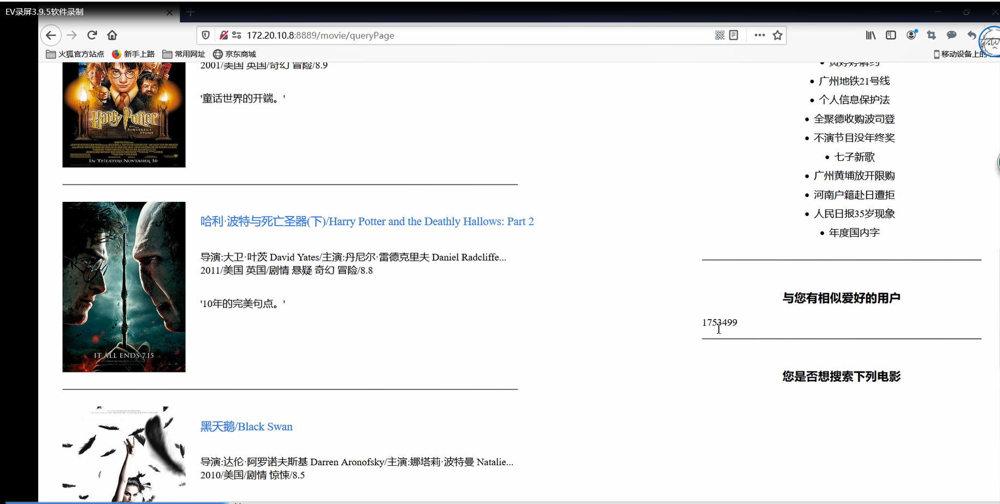 EV录屏3.9.5软件录制
172.20.10.8:8889/movie/queryPage
火狐官方站点 新手上路 常用网址 京东商城 移动设备上的
2001/美国 英国/奇幻 冒险/8.9
'童话世界的开端。'
Harry Potter
AND THE
SORCERER'S
STONE
IN THEATERS NOVEMBER 16
哈利·波特与死亡圣器(下)/Harry Potter and the Deathly Hallows: Part 2
导演:大卫·叶茨 David Yates/主演:丹尼尔·雷德克里夫 Daniel Radcliffe...
2011/美国 英国/剧情 悬疑 奇幻 冒险/8.8
'10年的完美句点。'
IT ALL ENDS 7.15
黑天鹅/Black Swan
导演:达伦·阿罗诺夫斯基 Darren Aronofsky/主演:娜塔莉·波特曼 Natalie...
2010/美国/剧情 惊悚/8.5
广州地铁21号线
个人信息保护法
全聚德收购波司登
不演节目没年终奖
七子新歌
广州黄埔放开限购
河南户籍赴日遭拒
人民日报35岁现象
年度国内字
与您有相似爱好的用户
1753499
您是否想搜索下列电影